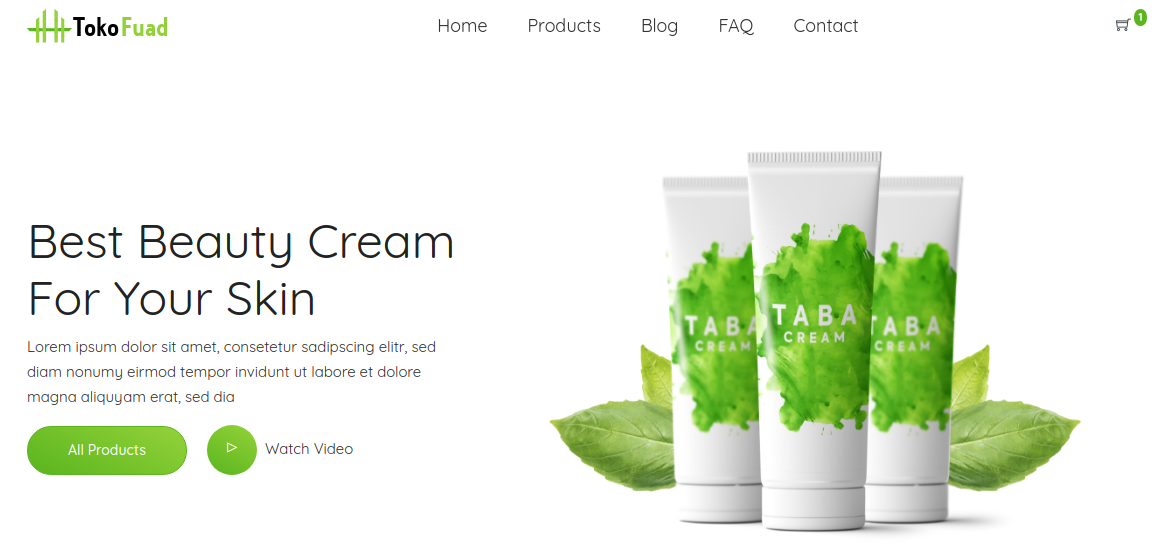 TokoFuad
Home Products Blog FAQ Contact
1
Best Beauty Cream
For Your Skin
Lorem ipsum dolor sit amet, consetetur sadipscing elitr, sed
diam nonumy eirmod tempor invidunt ut labore et dolore
magna aliquyam erat, sed dia
All Products
Watch Video
TABA
CREAM
TABA
CREAM
TABA
CREAM